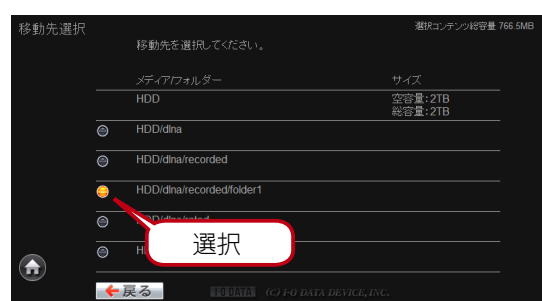 移動先選択
選択コンテンツ総容量 766.5MB
移動先を選択してください。
メディア/フォルダー サイズ
HDD 空容量:2TB
総容量:2TB
HDD/dlna
HDD/dlna/recorded
HDD/dlna/recorded/folder1
選択
戻る
I-O DATA (C) I-O DATA DEVICE, INC.